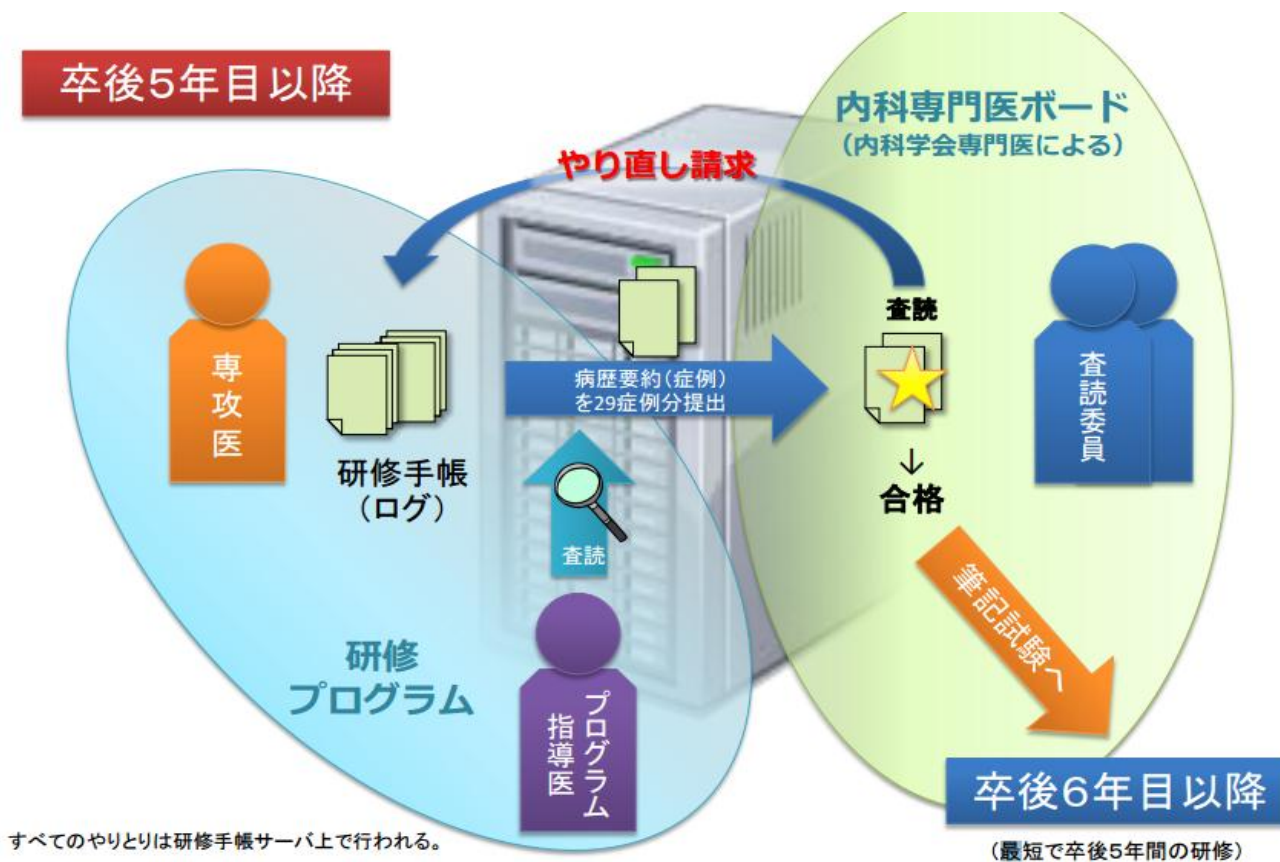 卒後5年目以降
内科専門医ボード
（内科学会専門医による）
やり直し請求
専攻医
研修手帳
（ログ）
病歴要約（症例）
を29症例分提出
査読
査読
↓
合格
査読委員
筆記試験へ
研修
プログラム
プログラム
指導医
卒後6年目以降
（最短で卒後5年間の研修）
すべてのやりとりは研修手帳サーバ上で行われる。